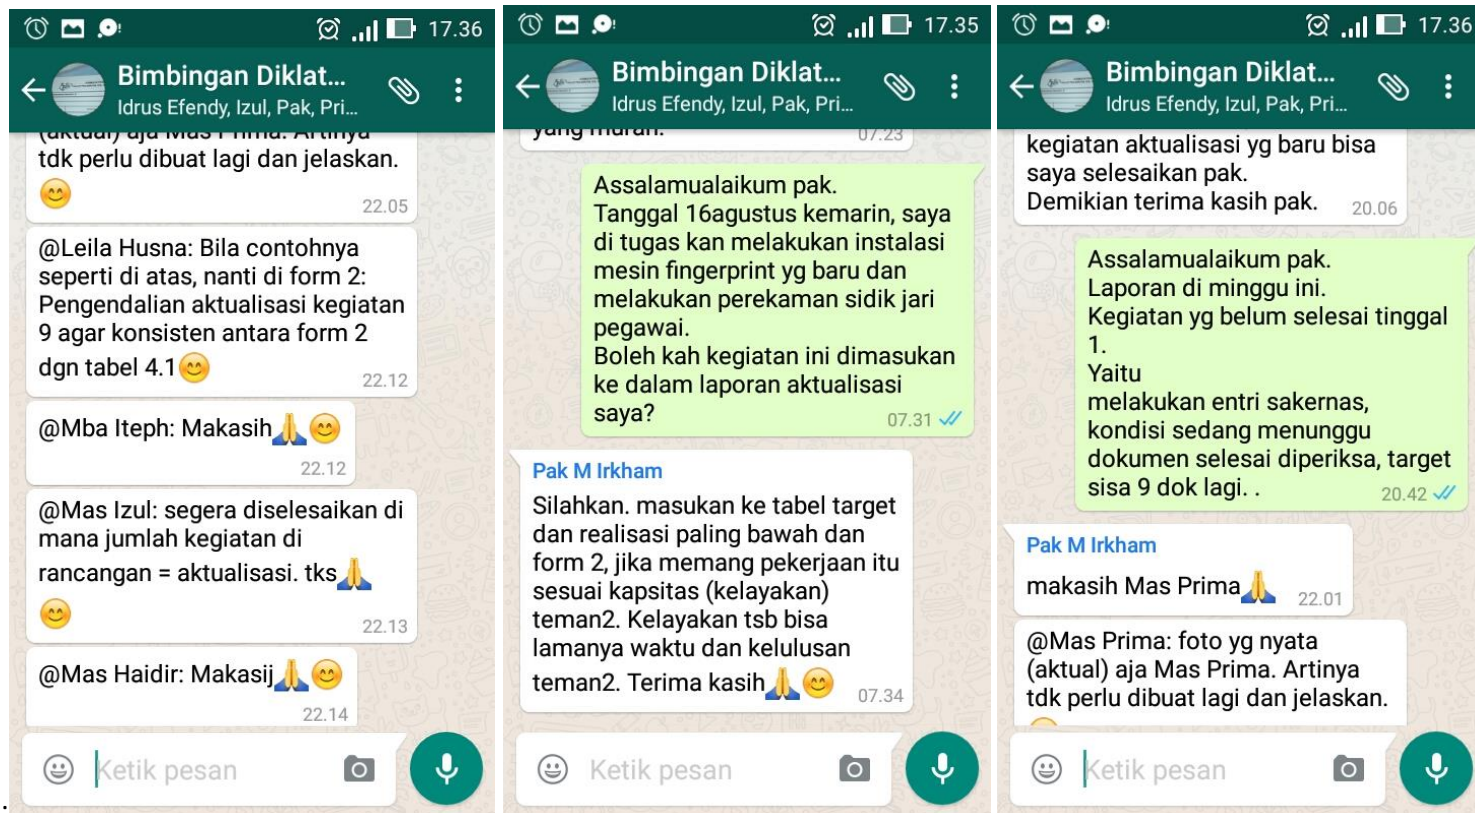 17.36
Bimbingan Diklat...
Idrus Efendy, Izul, Pak, Pri...
(aktual) aja Mas Prima. Artinya
tdk perlu dibuat lagi dan jelaskan.
😊
22.05
@Leila Husna: Bila contohnya
seperti di atas, nanti di form 2:
Pengendalian aktualisasi kegiatan
9 agar konsisten antara form 2
dgn tabel 4.1😊
22.12
@Mba Iteph: Makasih🙏😊
22.12
@Mas Izul: segera diselesaikan di
mana jumlah kegiatan di
rancangan = aktualisasi. tks🙏
😊
22.13
@Mas Haidir: Makasij🙏😊
22.14
Ketik pesan
17.35
Bimbingan Diklat...
Idrus Efendy, Izul, Pak, Pri...
yang murah.
07.23
Assalamualaikum pak.
Tanggal 16agustus kemarin, saya
di tugas kan melakukan instalasi
mesin fingerprint yg baru dan
melakukan perekaman sidik jari
pegawai.
Boleh kah kegiatan ini dimasukan
ke dalam laporan aktualisasi
saya?
07.31
Pak M Irkham
Silahkan. masukan ke tabel target
dan realisasi paling bawah dan
form 2, jika memang pekerjaan itu
sesuai kapsitas (kelayakan)
teman2. Kelayakan tsb bisa
lamanya waktu dan kelulusan
teman2. Terima kasih🙏😊
07.34
Ketik pesan
17.36
Bimbingan Diklat...
Idrus Efendy, Izul, Pak, Pri...
kegiatan aktualisasi yg baru bisa
saya selesaikan pak.
Demikian terima kasih pak.
20.06
Assalamualaikum pak.
Laporan di minggu ini.
Kegiatan yg belum selesai tinggal
1.
Yaitu
melakukan entri sakernas,
kondisi sedang menunggu
dokumen selesai diperiksa, target
sisa 9 dok lagi. .
20.42
Pak M Irkham
makasih Mas Prima🙏
22.01
@Mas Prima: foto yg nyata
(aktual) aja Mas Prima. Artinya
tdk perlu dibuat lagi dan jelaskan.
Ketik pesan
.